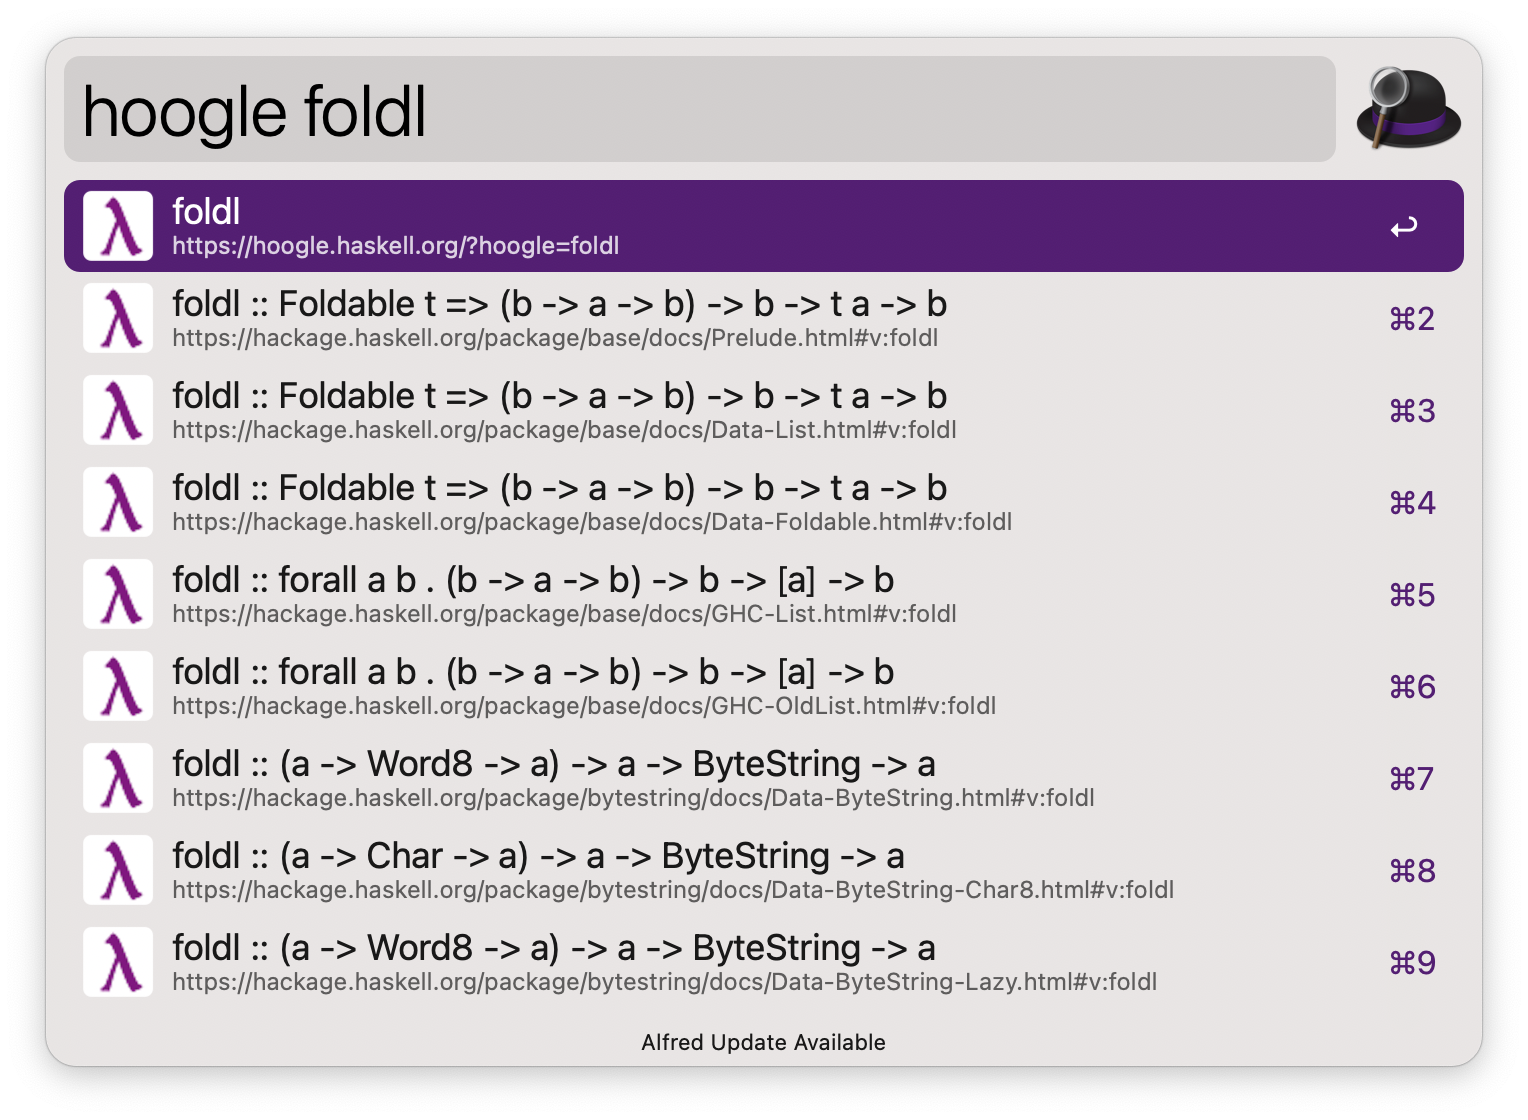 hoogle foldl
foldl
https://hoogle.haskell.org/?hoogle=foldl
foldl :: Foldable t => (b -> a -> b) -> b -> t a -> b
https://hackage.haskell.org/package/base/docs/Prelude.html#v:foldl
⌘2
foldl :: Foldable t => (b -> a -> b) -> b -> t a -> b
https://hackage.haskell.org/package/base/docs/Data-List.html#v:foldl
⌘3
foldl :: Foldable t => (b -> a -> b) -> b -> t a -> b
https://hackage.haskell.org/package/base/docs/Data-Foldable.html#v:foldl
⌘4
foldl :: forall a b . (b -> a -> b) -> b -> [a] -> b
https://hackage.haskell.org/package/base/docs/GHC-List.html#v:foldl
⌘5
foldl :: forall a b . (b -> a -> b) -> b -> [a] -> b
https://hackage.haskell.org/package/base/docs/GHC-OldList.html#v:foldl
⌘6
foldl :: (a -> Word8 -> a) -> a -> ByteString -> a
https://hackage.haskell.org/package/bytestring/docs/Data-ByteString.html#v:foldl
⌘7
foldl :: (a -> Char -> a) -> a -> ByteString -> a
https://hackage.haskell.org/package/bytestring/docs/Data-ByteString-Char8.html#v:foldl
⌘8
foldl :: (a -> Word8 -> a) -> a -> ByteString -> a
https://hackage.haskell.org/package/bytestring/docs/Data-ByteString-Lazy.html#v:foldl
⌘9
Alfred Update Available